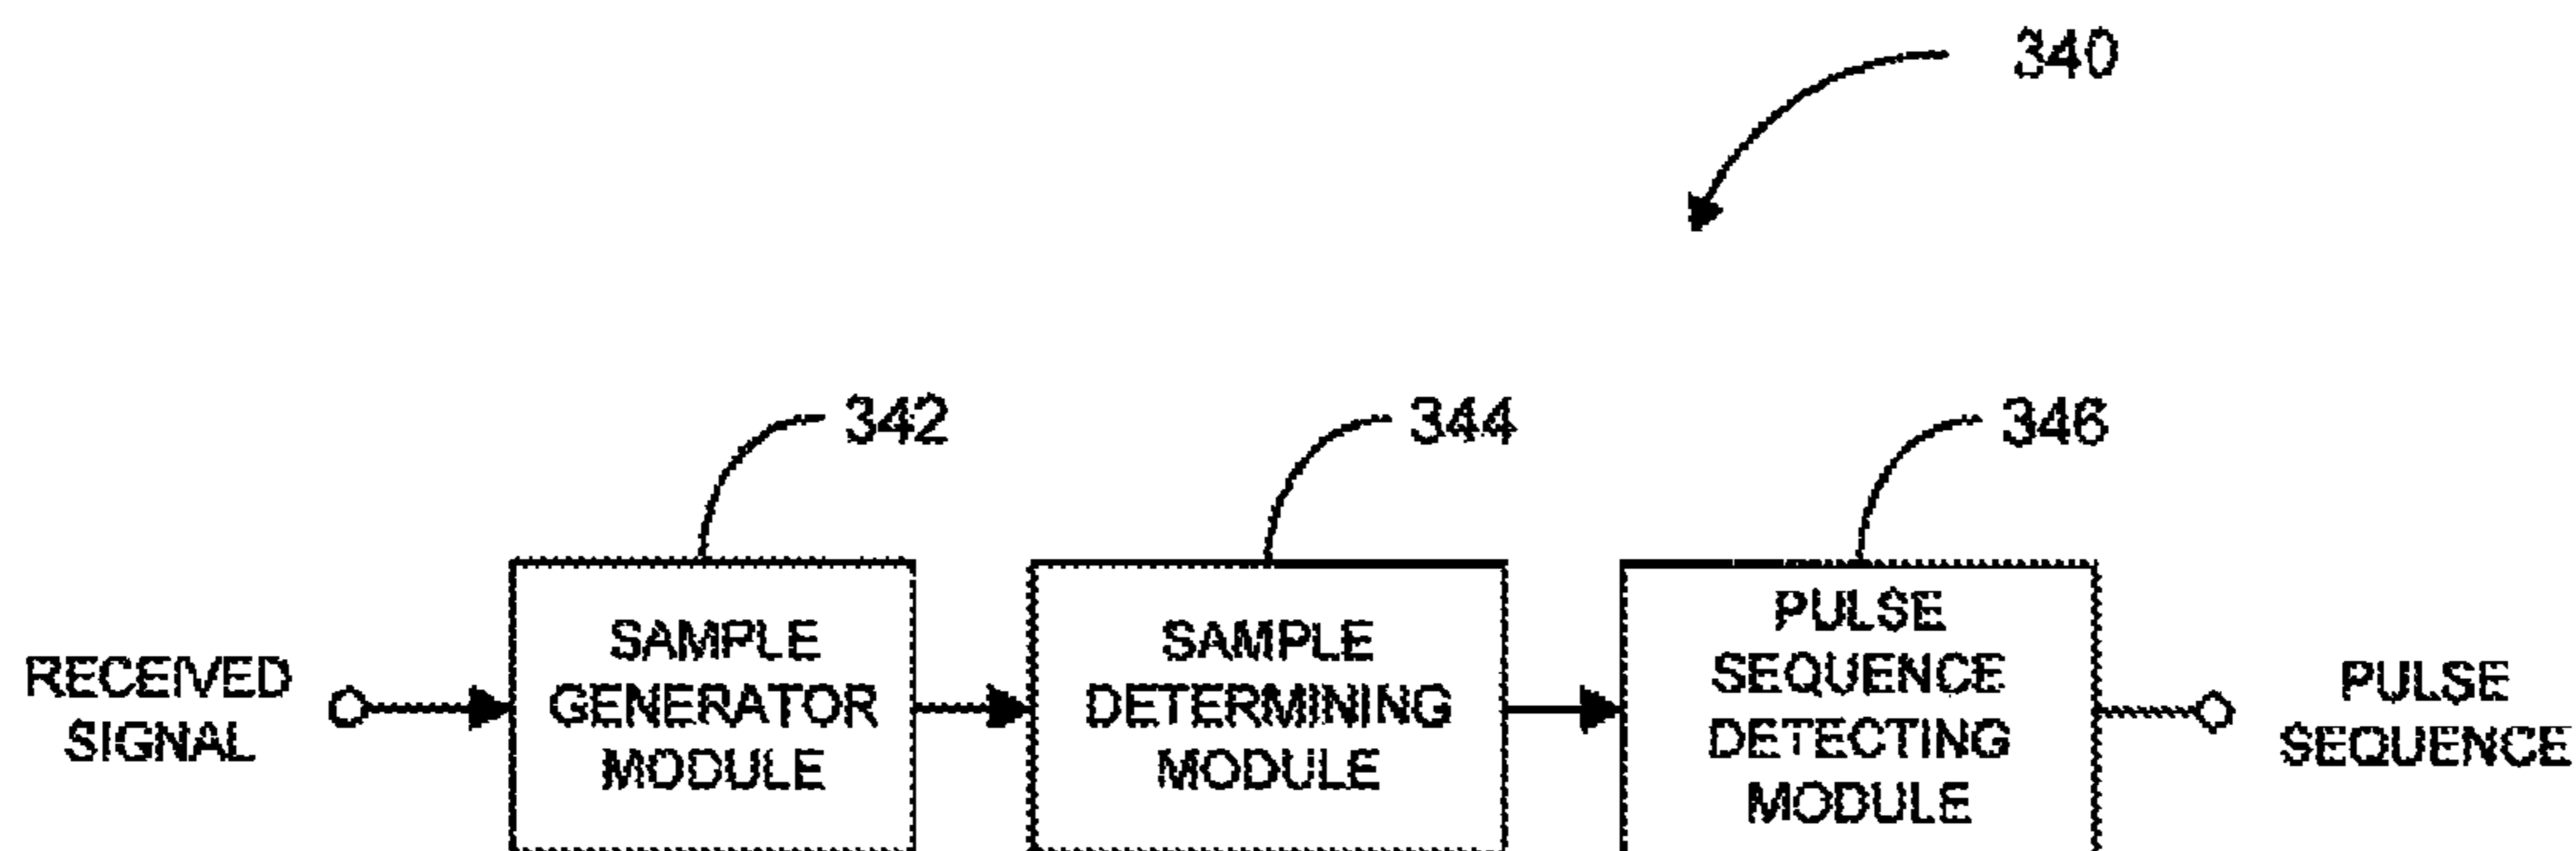 340
342
344
346
RECEIVED
SIGNAL
SAMPLE
GENERATOR
MODULE
SAMPLE
DETERMINING
MODULE
PULSE
SEQUENCE
DETECTING
MODULE
PULSE
SEQUENCE